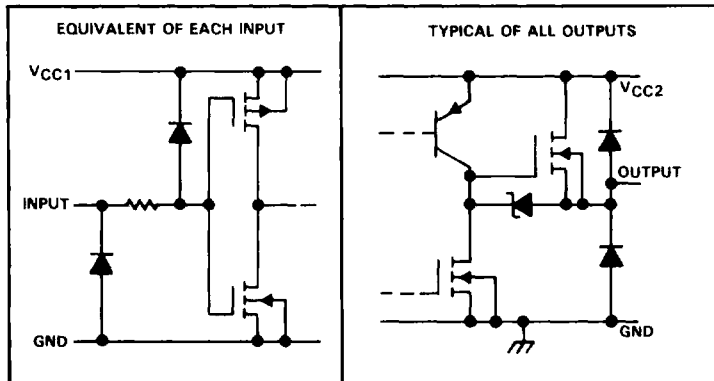 EQUIVALENT OF EACH INPUT
VCC1
INPUT
GND
TYPICAL OF ALL OUTPUTS
VCC2
OUTPUT
GND